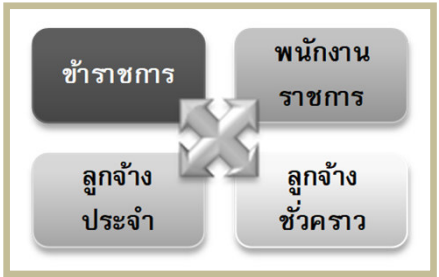 ข้าราชการ
พนักงาน
ราชการ
ลูกจ้าง
ประจำ
ลูกจ้าง
ชั่วคราว